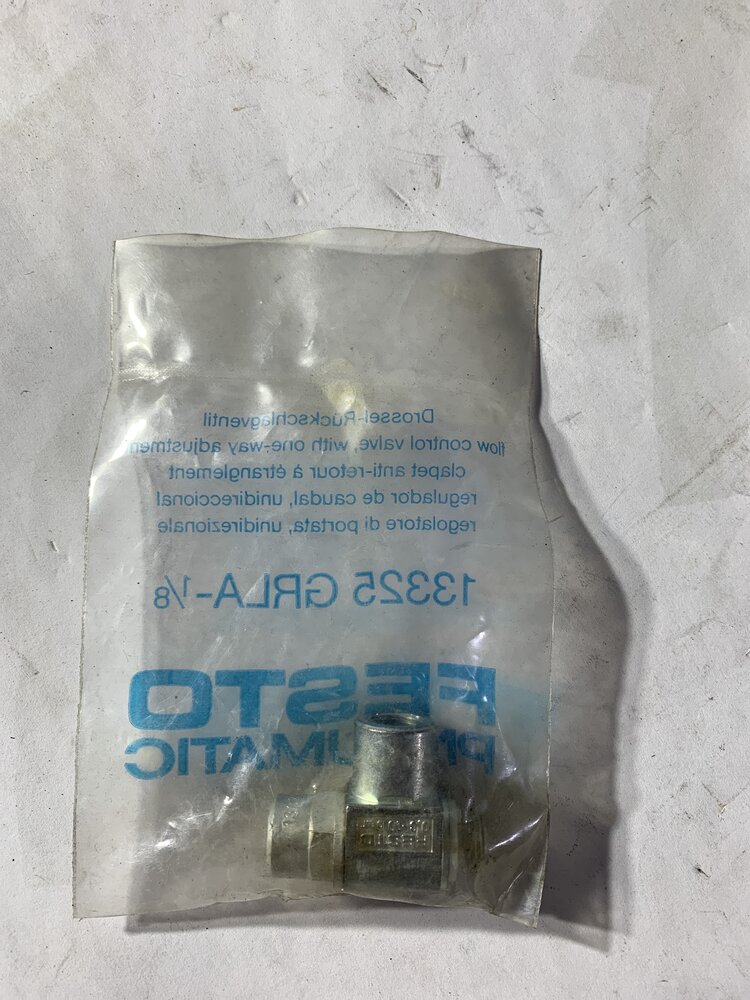 Drossel-Rückschlagventil
flow control valve, with one-way adjustmen
clapet anti-retour à étranglement
regulador de caudal, unidireccional
regolatore di portata, unidirezionale
13325 GRLA-⅛
FESTO
PNEUMATIC
FESTO